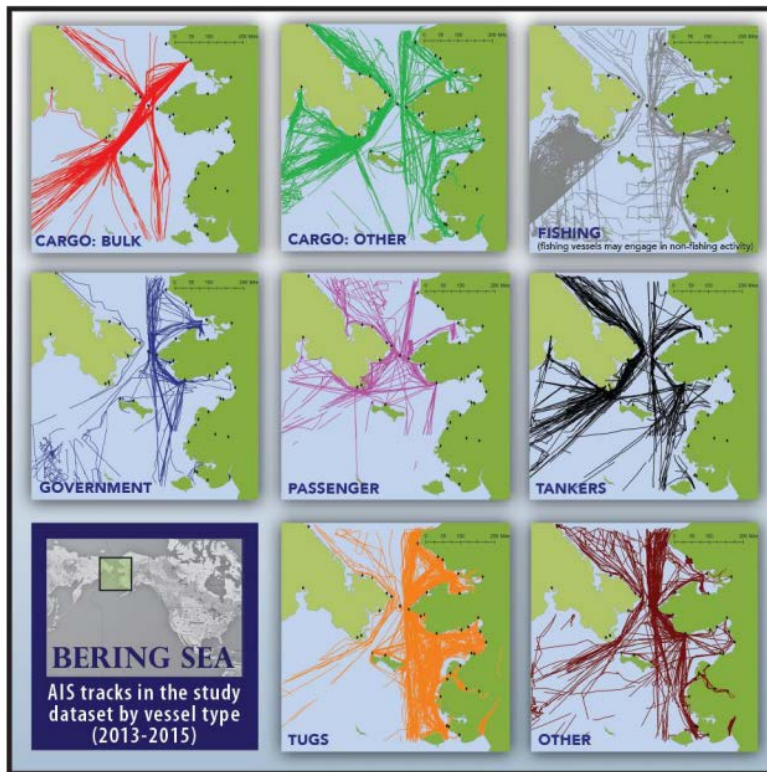 CARGO: BULK
CARGO: OTHER
FISHING
(fishing vessels may engage in non-fishing activity)
GOVERNMENT
PASSENGER
TANKERS
BERING SEA
AIS tracks in the study
dataset by vessel type
(2013-2015)
TUGS
OTHER